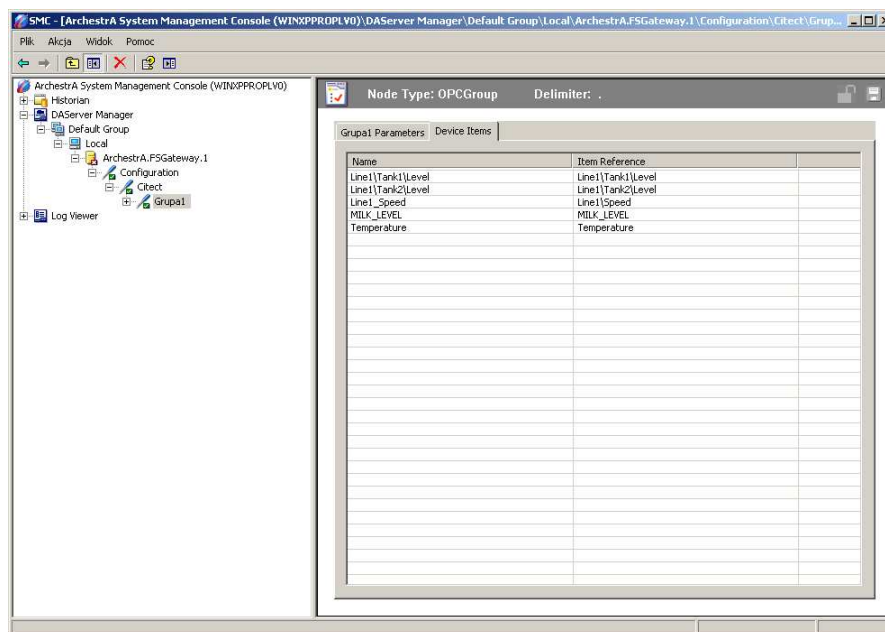 SMC - [ArchestrA System Management Console (WINXPPROPLV0)\DAServer Manager\Default Group\Local\ArchestrA.FSGateway.1\Configuration\Citect\Grup...
Plik Akcja Widok Pomoc
ArchestrA System Management Console (WINXPPROPLV0)
Historian
DAServer Manager
Default Group
Local
ArchestrA.FSGateway.1
Configuration
Citect
Grupa1
Log Viewer
Node Type: OPCGroup Delimiter: .
Grupa1 Parameters Device Items
Name Item Reference
Line1\Tank1\Level Line1\Tank1\Level
Line1\Tank2\Level Line1\Tank2\Level
Line1_Speed Line1\Speed
MILK_LEVEL MILK_LEVEL
Temperature Temperature